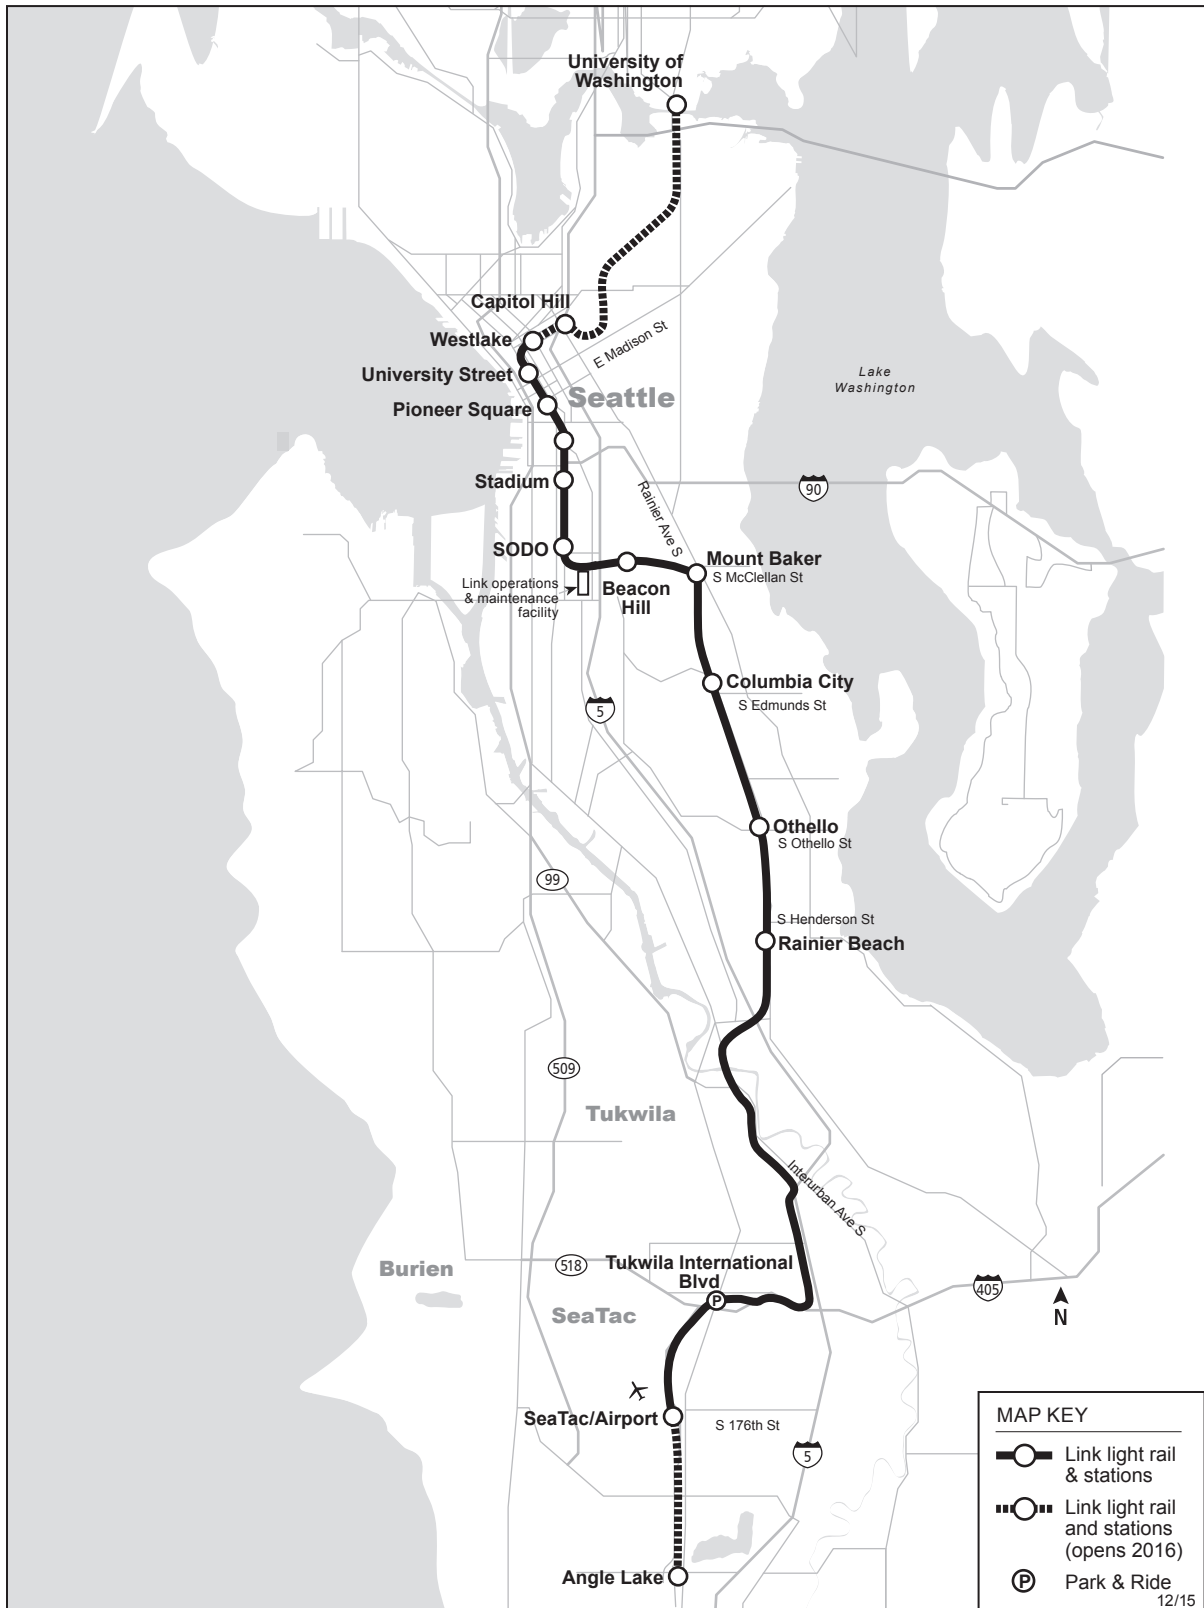 University of
Washington
Capitol Hill
Westlake
E Madison St
University Street
Lake
Washington
Seattle
Pioneer Square
Stadium
90
Rainier Ave S
SODO
Mount Baker
S McClellan St
Link operations
& maintenance
facility
Beacon
Hill
Columbia City
S Edmunds St
5
Othello
S Othello St
99
S Henderson St
Rainier Beach
509
Tukwila
Interurban Ave S
518
Tukwila International
Blvd
Burien
405
P
N
SeaTac
SeaTac/Airport
S 176th St
5
Angle Lake
MAP KEY
Link light rail
& stations
Link light rail
and stations
(opens 2016)
P Park & Ride
12/15